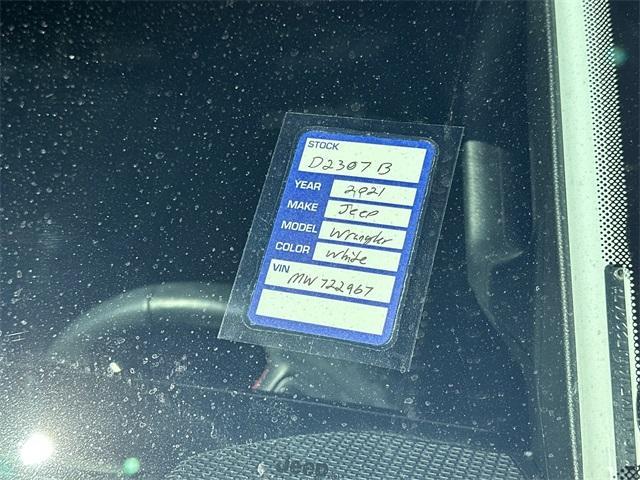 STOCK
D2307B
YEAR 2021
MAKE Jeep
MODEL Wrangler
COLOR White
VIN
MW722967
Jeep